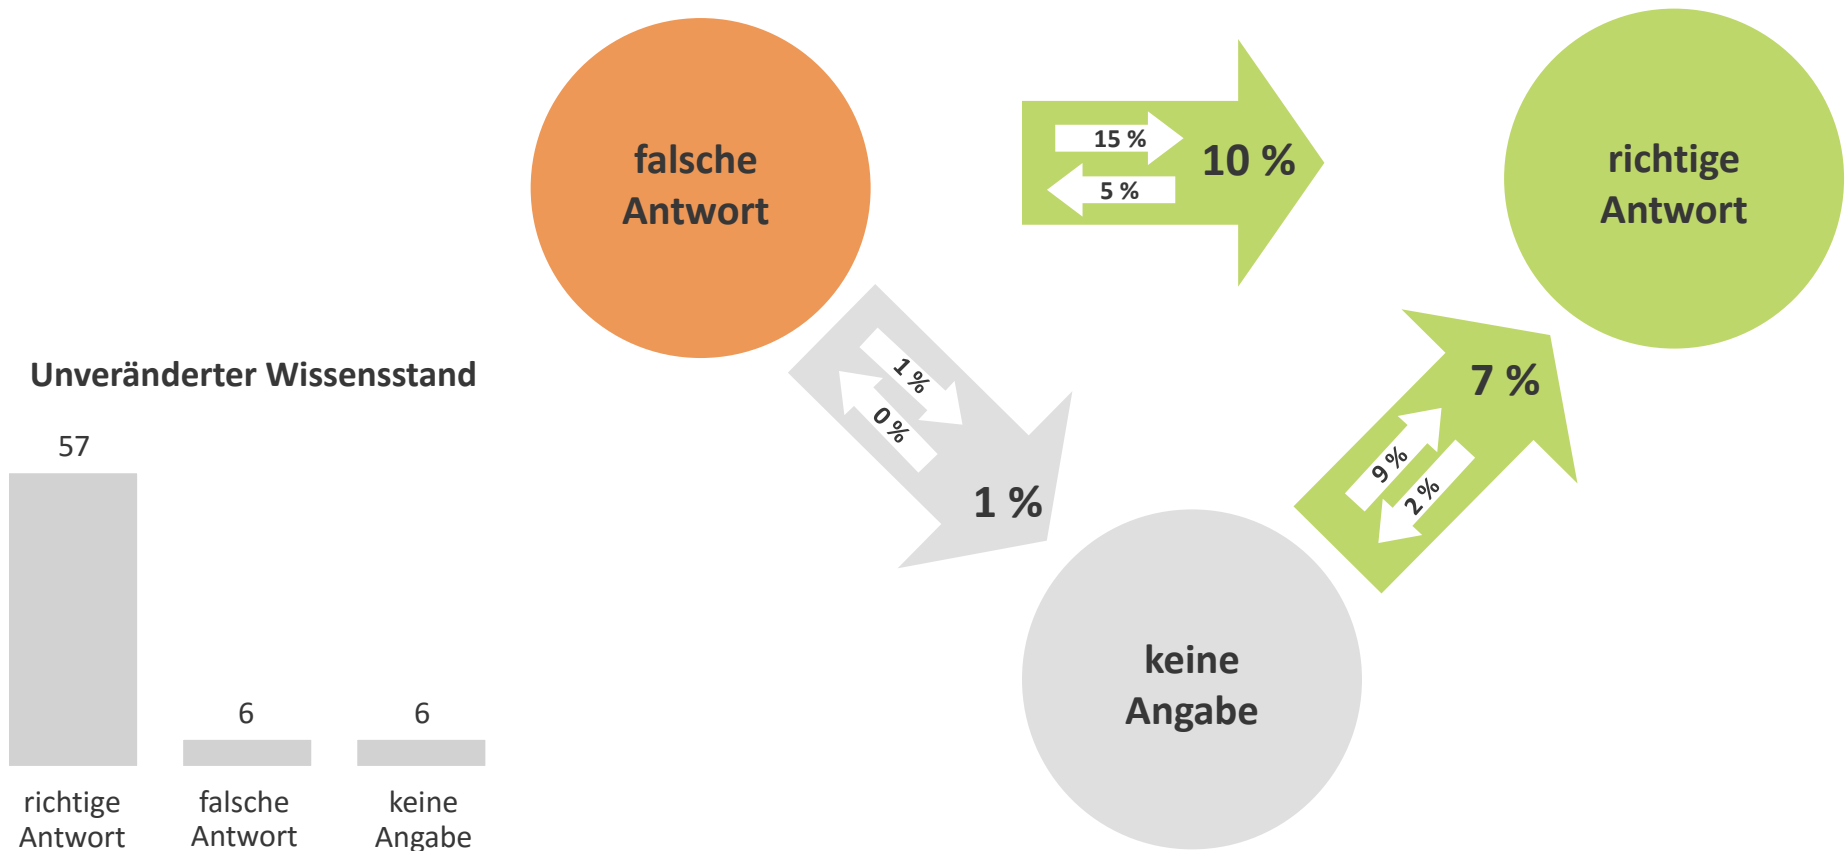 falsche
Antwort
15 %
5 %
10 %
richtige
Antwort
1 %
0 %
1 %
9 %
2 %
7 %
keine
Angabe
Unveränderter Wissensstand
57
6
6
richtige
Antwort
falsche
Antwort
keine
Angabe